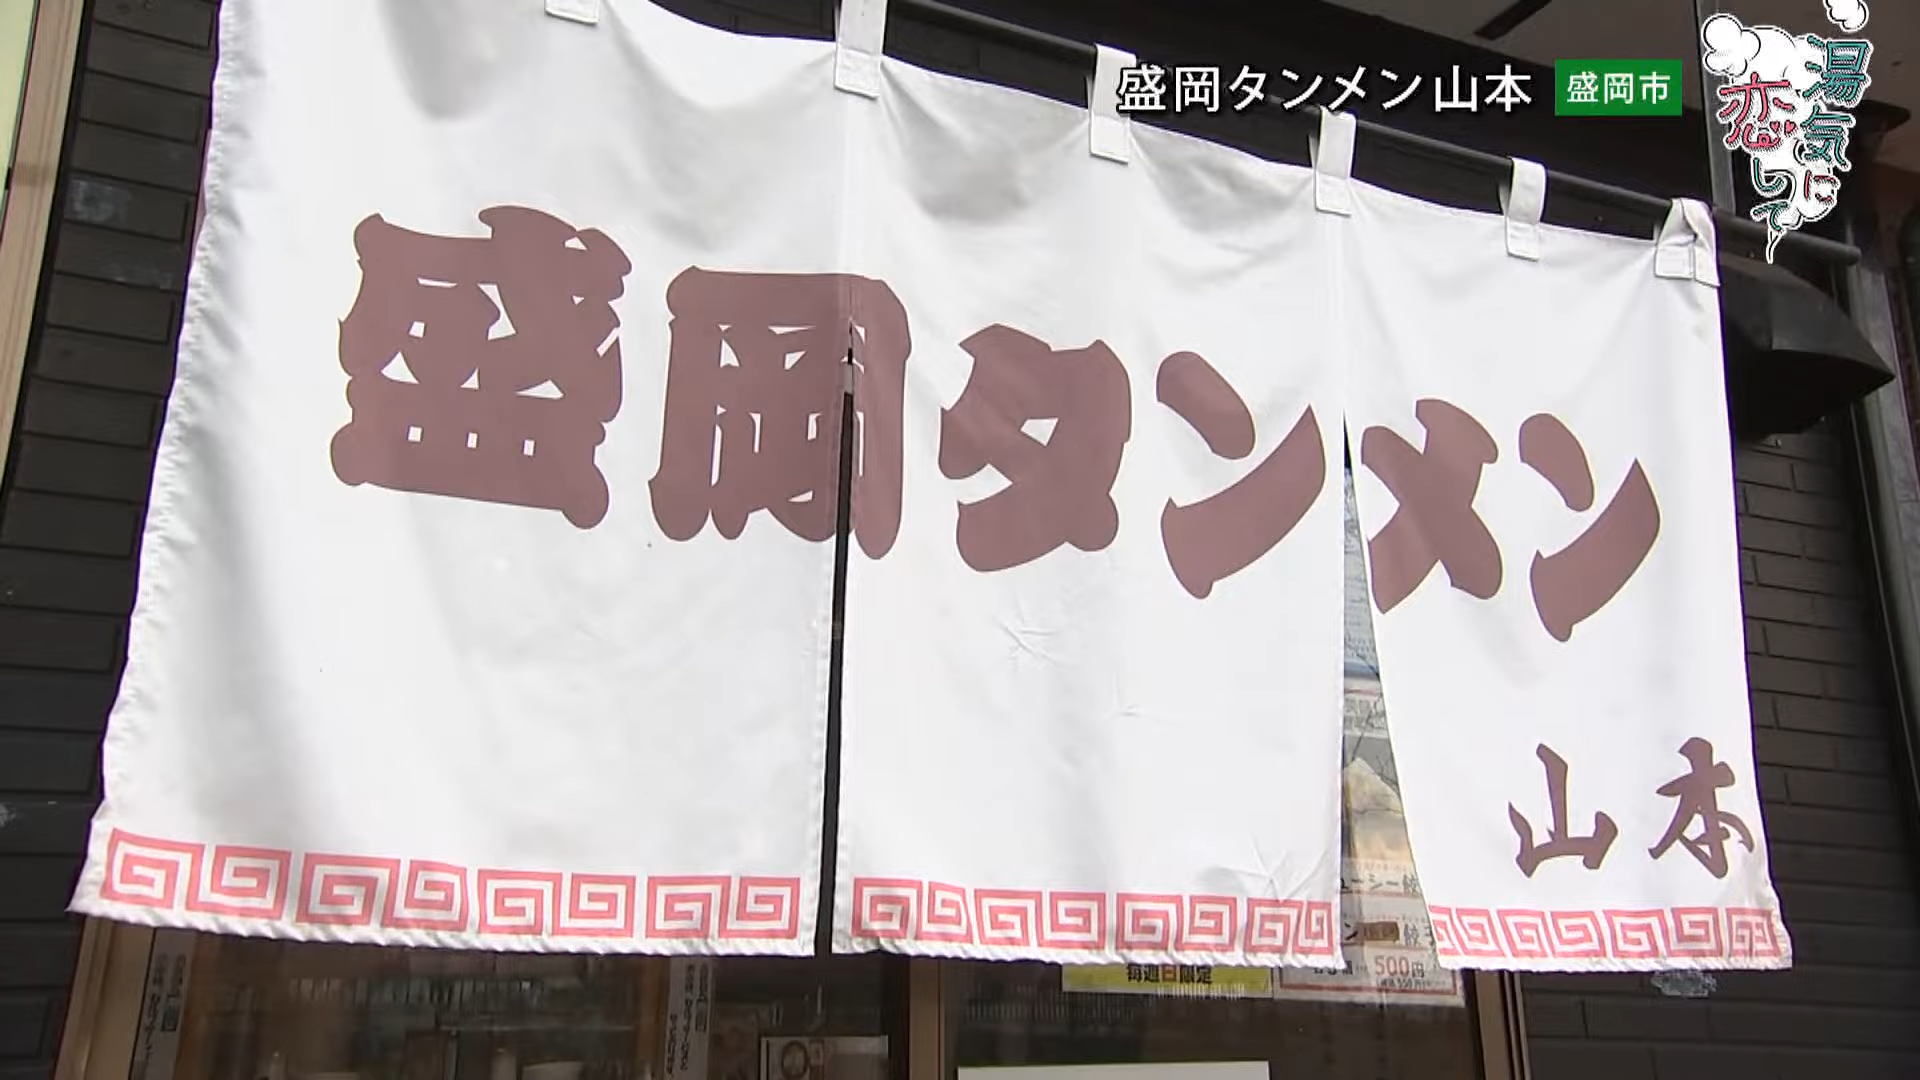 盛岡タンメン山本
盛岡市
湯気に
恋して
盛岡タンメン
山本
毎週日限定
500円